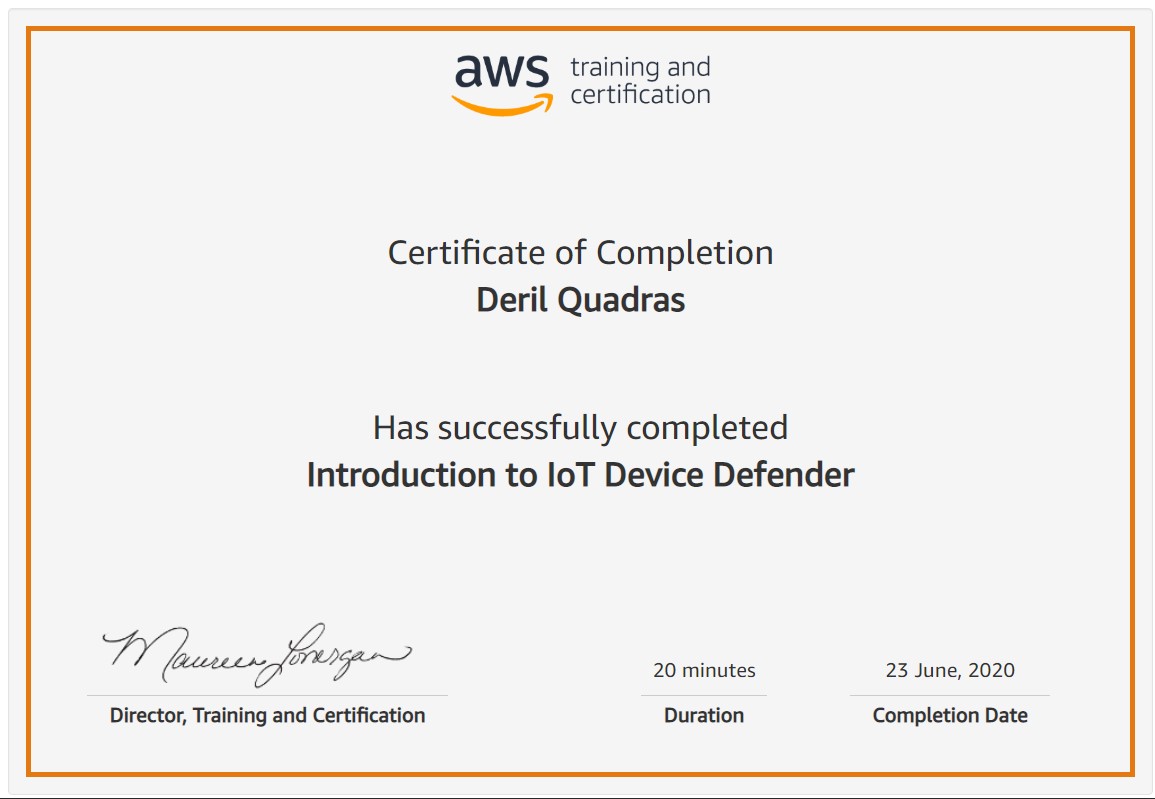 aws training and
certification
Certificate of Completion
Deril Quadras
Has successfully completed
Introduction to IoT Device Defender
Maureen Lonergan
20 minutes
23 June, 2020
Director, Training and Certification
Duration
Completion Date